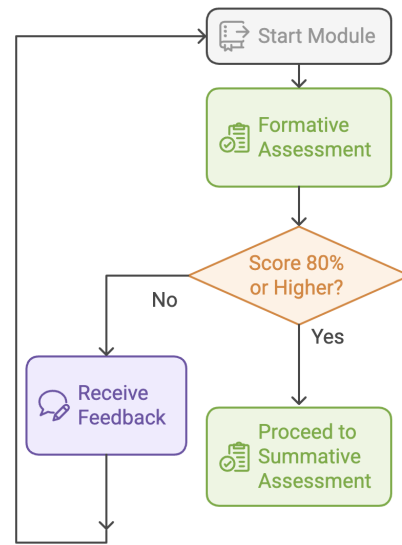 Start Module
Formative
Assessment
Score 80%
or Higher?
No
Yes
Receive
Feedback
Proceed to
Summative
Assessment